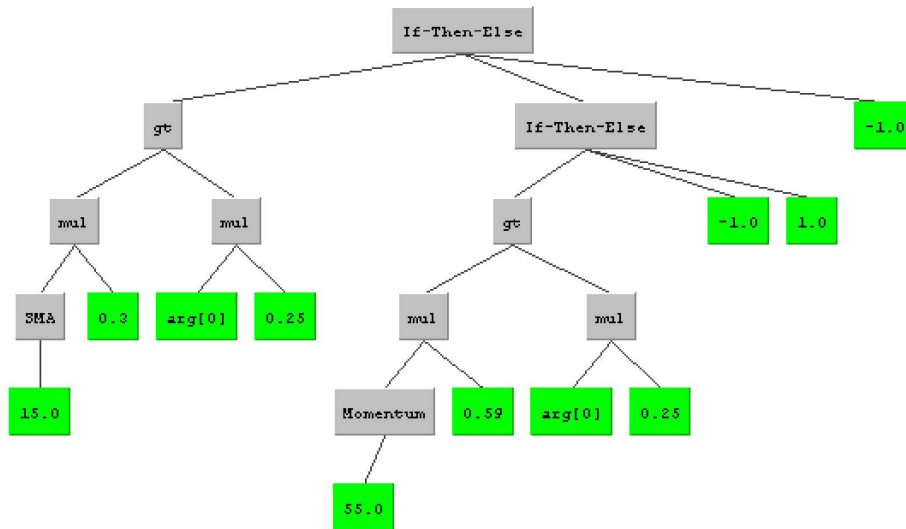 If-Then-Else
gt
If-Then-Else
-1.0
mul
mul
gt
-1.0
1.0
SMA
0.3
arg[0]
0.25
mul
mul
15.0
Momentum
0.59
arg[0]
0.25
55.0